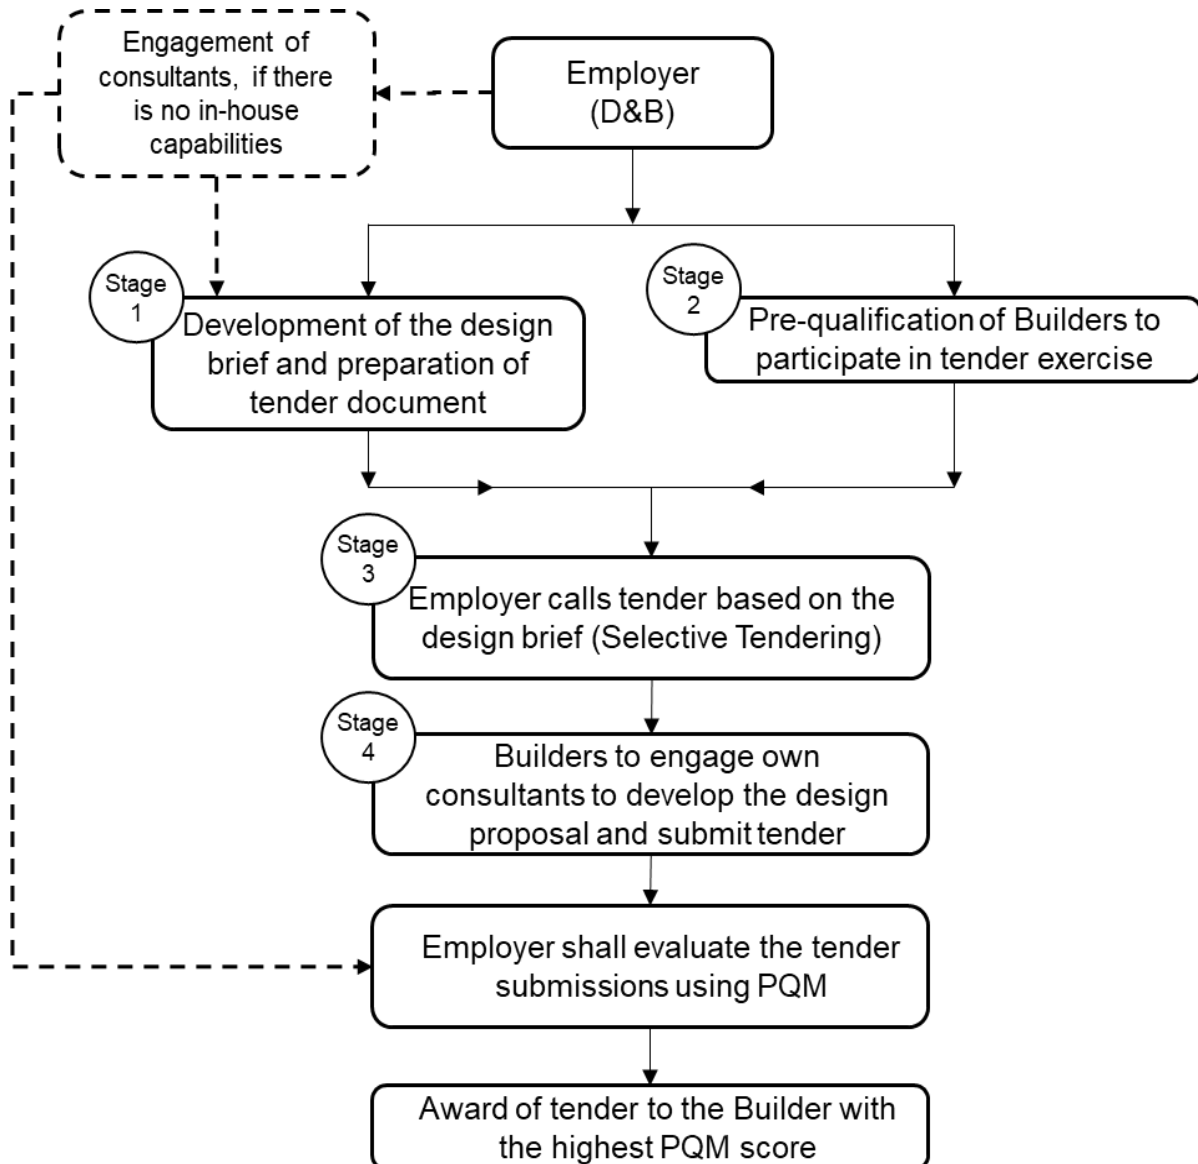 Engagement of
consultants, if there
is no in-house
capabilities
Employer
(D&B)
Stage
1
Development of the design
brief and preparation of
tender document
Stage
2
Pre-qualification of Builders to
participate in tender exercise
Stage
3
Employer calls tender based on the
design brief (Selective Tendering)
Stage
4
Builders to engage own
consultants to develop the design
proposal and submit tender
Employer shall evaluate the tender
submissions using PQM
Award of tender to the Builder with
the highest PQM score